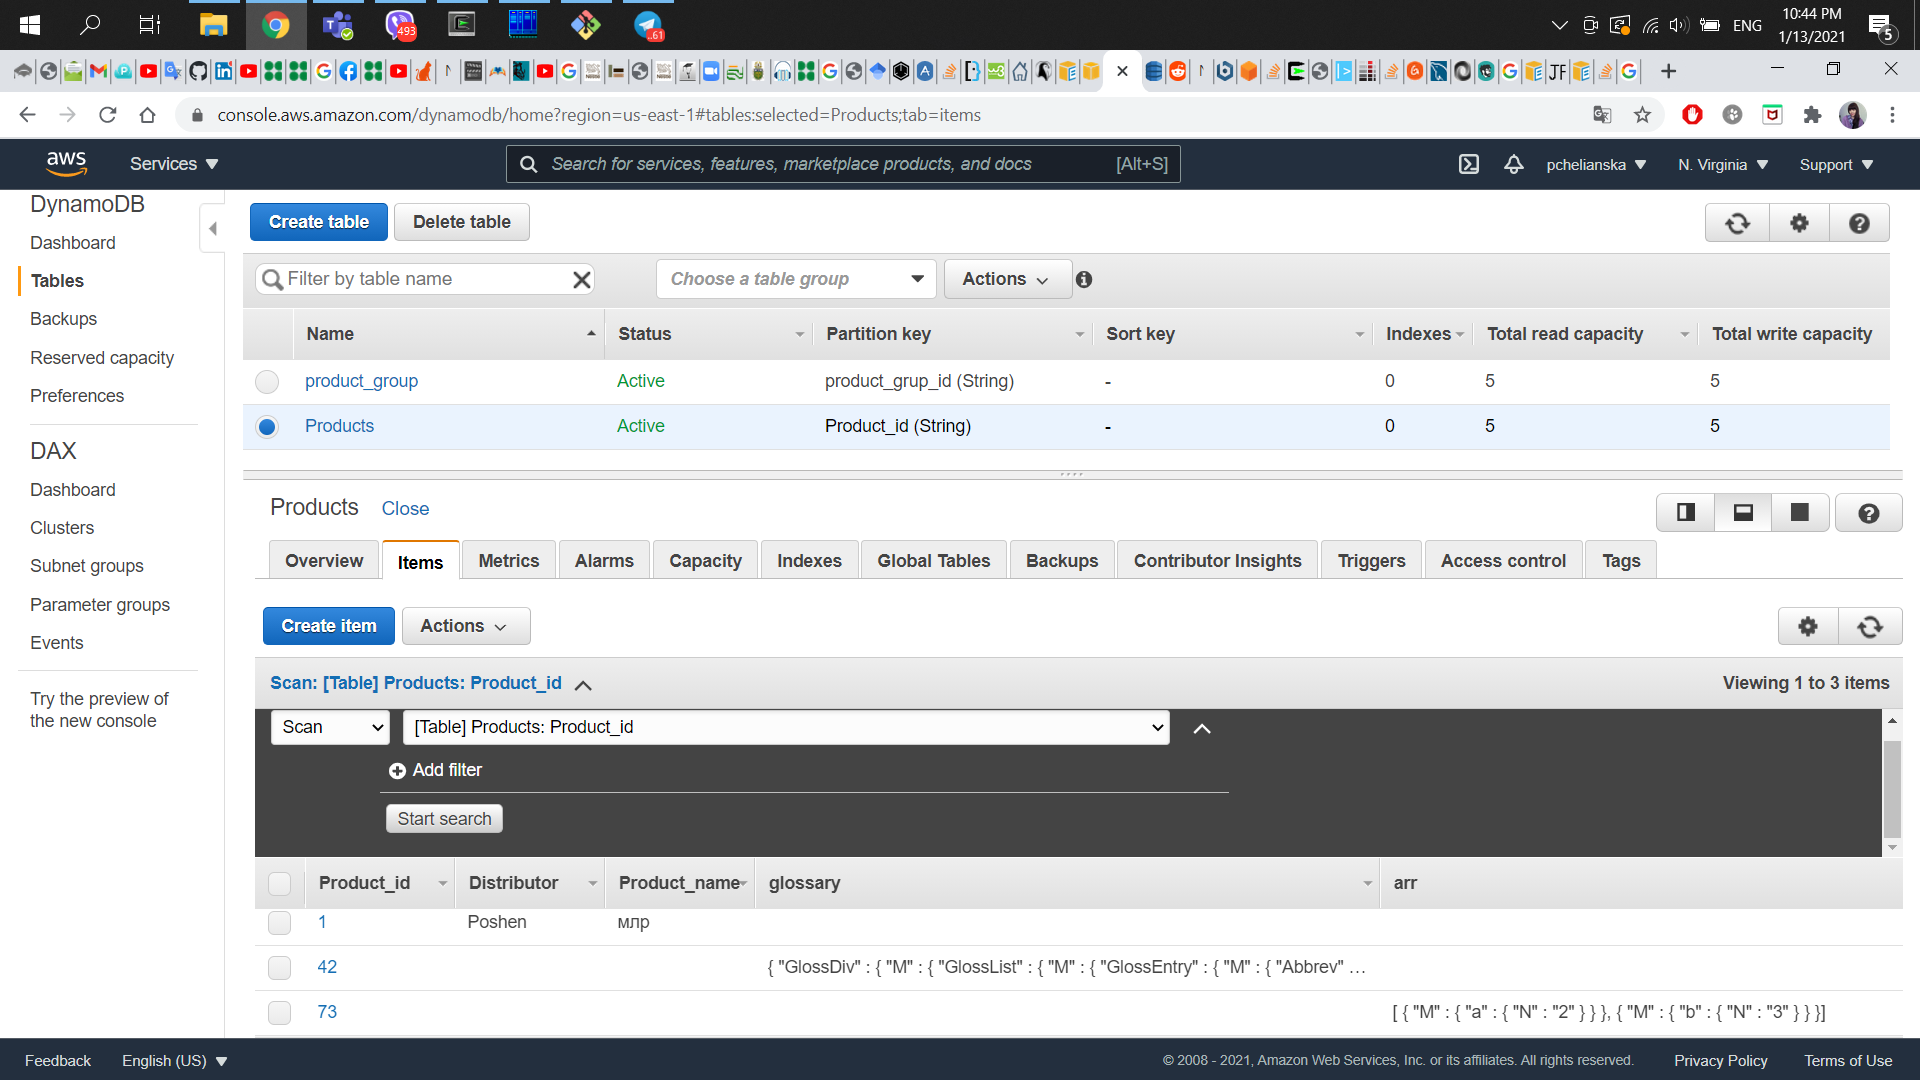 493
61
ENG
10:44 PM
1/13/2021
5
console.aws.amazon.com/dynamodb/home?region=us-east-1#tables:selected=Products;tab=items
aws
Services
Search for services, features, marketplace products, and docs
[Alt+S]
pchelianska
N. Virginia
Support
DynamoDB
Dashboard
Tables
Backups
Reserved capacity
Preferences
DAX
Dashboard
Clusters
Subnet groups
Parameter groups
Events
Try the preview of
the new console
Create table
Delete table
Filter by table name
Choose a table group
Actions
Name Status Partition key Sort key Indexes Total read capacity Total write capacity
product_group Active product_grup_id (String) - 0 5 5
Products Active Product_id (String) - 0 5 5
Products Close
Overview Items Metrics Alarms Capacity Indexes Global Tables Backups Contributor Insights Triggers Access control Tags
Create item
Actions
Scan: [Table] Products: Product_id
Viewing 1 to 3 items
Scan
[Table] Products: Product_id
Add filter
Start search
Product_id Distributor Product_name glossary arr
1 Poshen млр
42 { "GlossDiv" : { "M" : { "GlossList" : { "M" : { "GlossEntry" : { "M" : { "Abbrev" ...
73 [ { "M" : { "a" : { "N" : "2" } } }, { "M" : { "b" : { "N" : "3" } } }]
Feedback
English (US)
© 2008 - 2021, Amazon Web Services, Inc. or its affiliates. All rights reserved.
Privacy Policy
Terms of Use